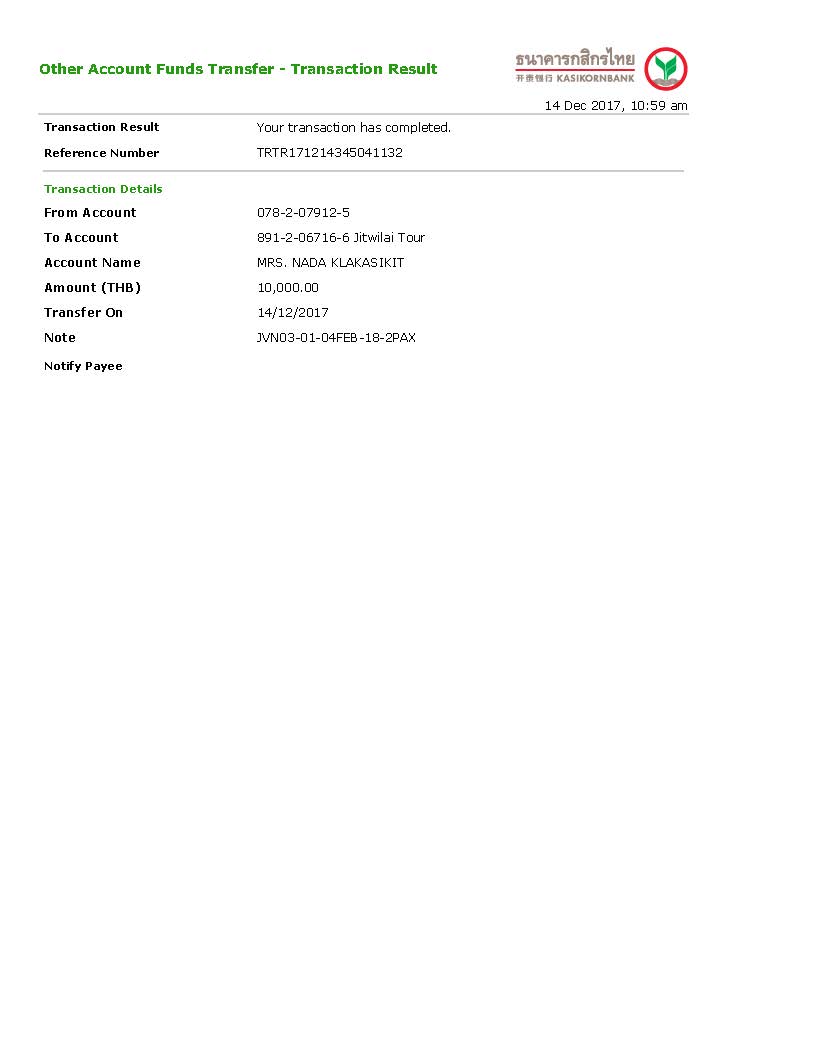 ธนาคารกสิกรไทย
开泰银行 KASIKORNBANK
Other Account Funds Transfer - Transaction Result
14 Dec 2017, 10:59 am
Transaction Result Your transaction has completed.
Reference Number TRTR171214345041132
Transaction Details
From Account 078-2-07912-5
To Account 891-2-06716-6 Jitwilai Tour
Account Name MRS. NADA KLAKASIKIT
Amount (THB) 10,000.00
Transfer On 14/12/2017
Note JVN03-01-04FEB-18-2PAX
Notify Payee